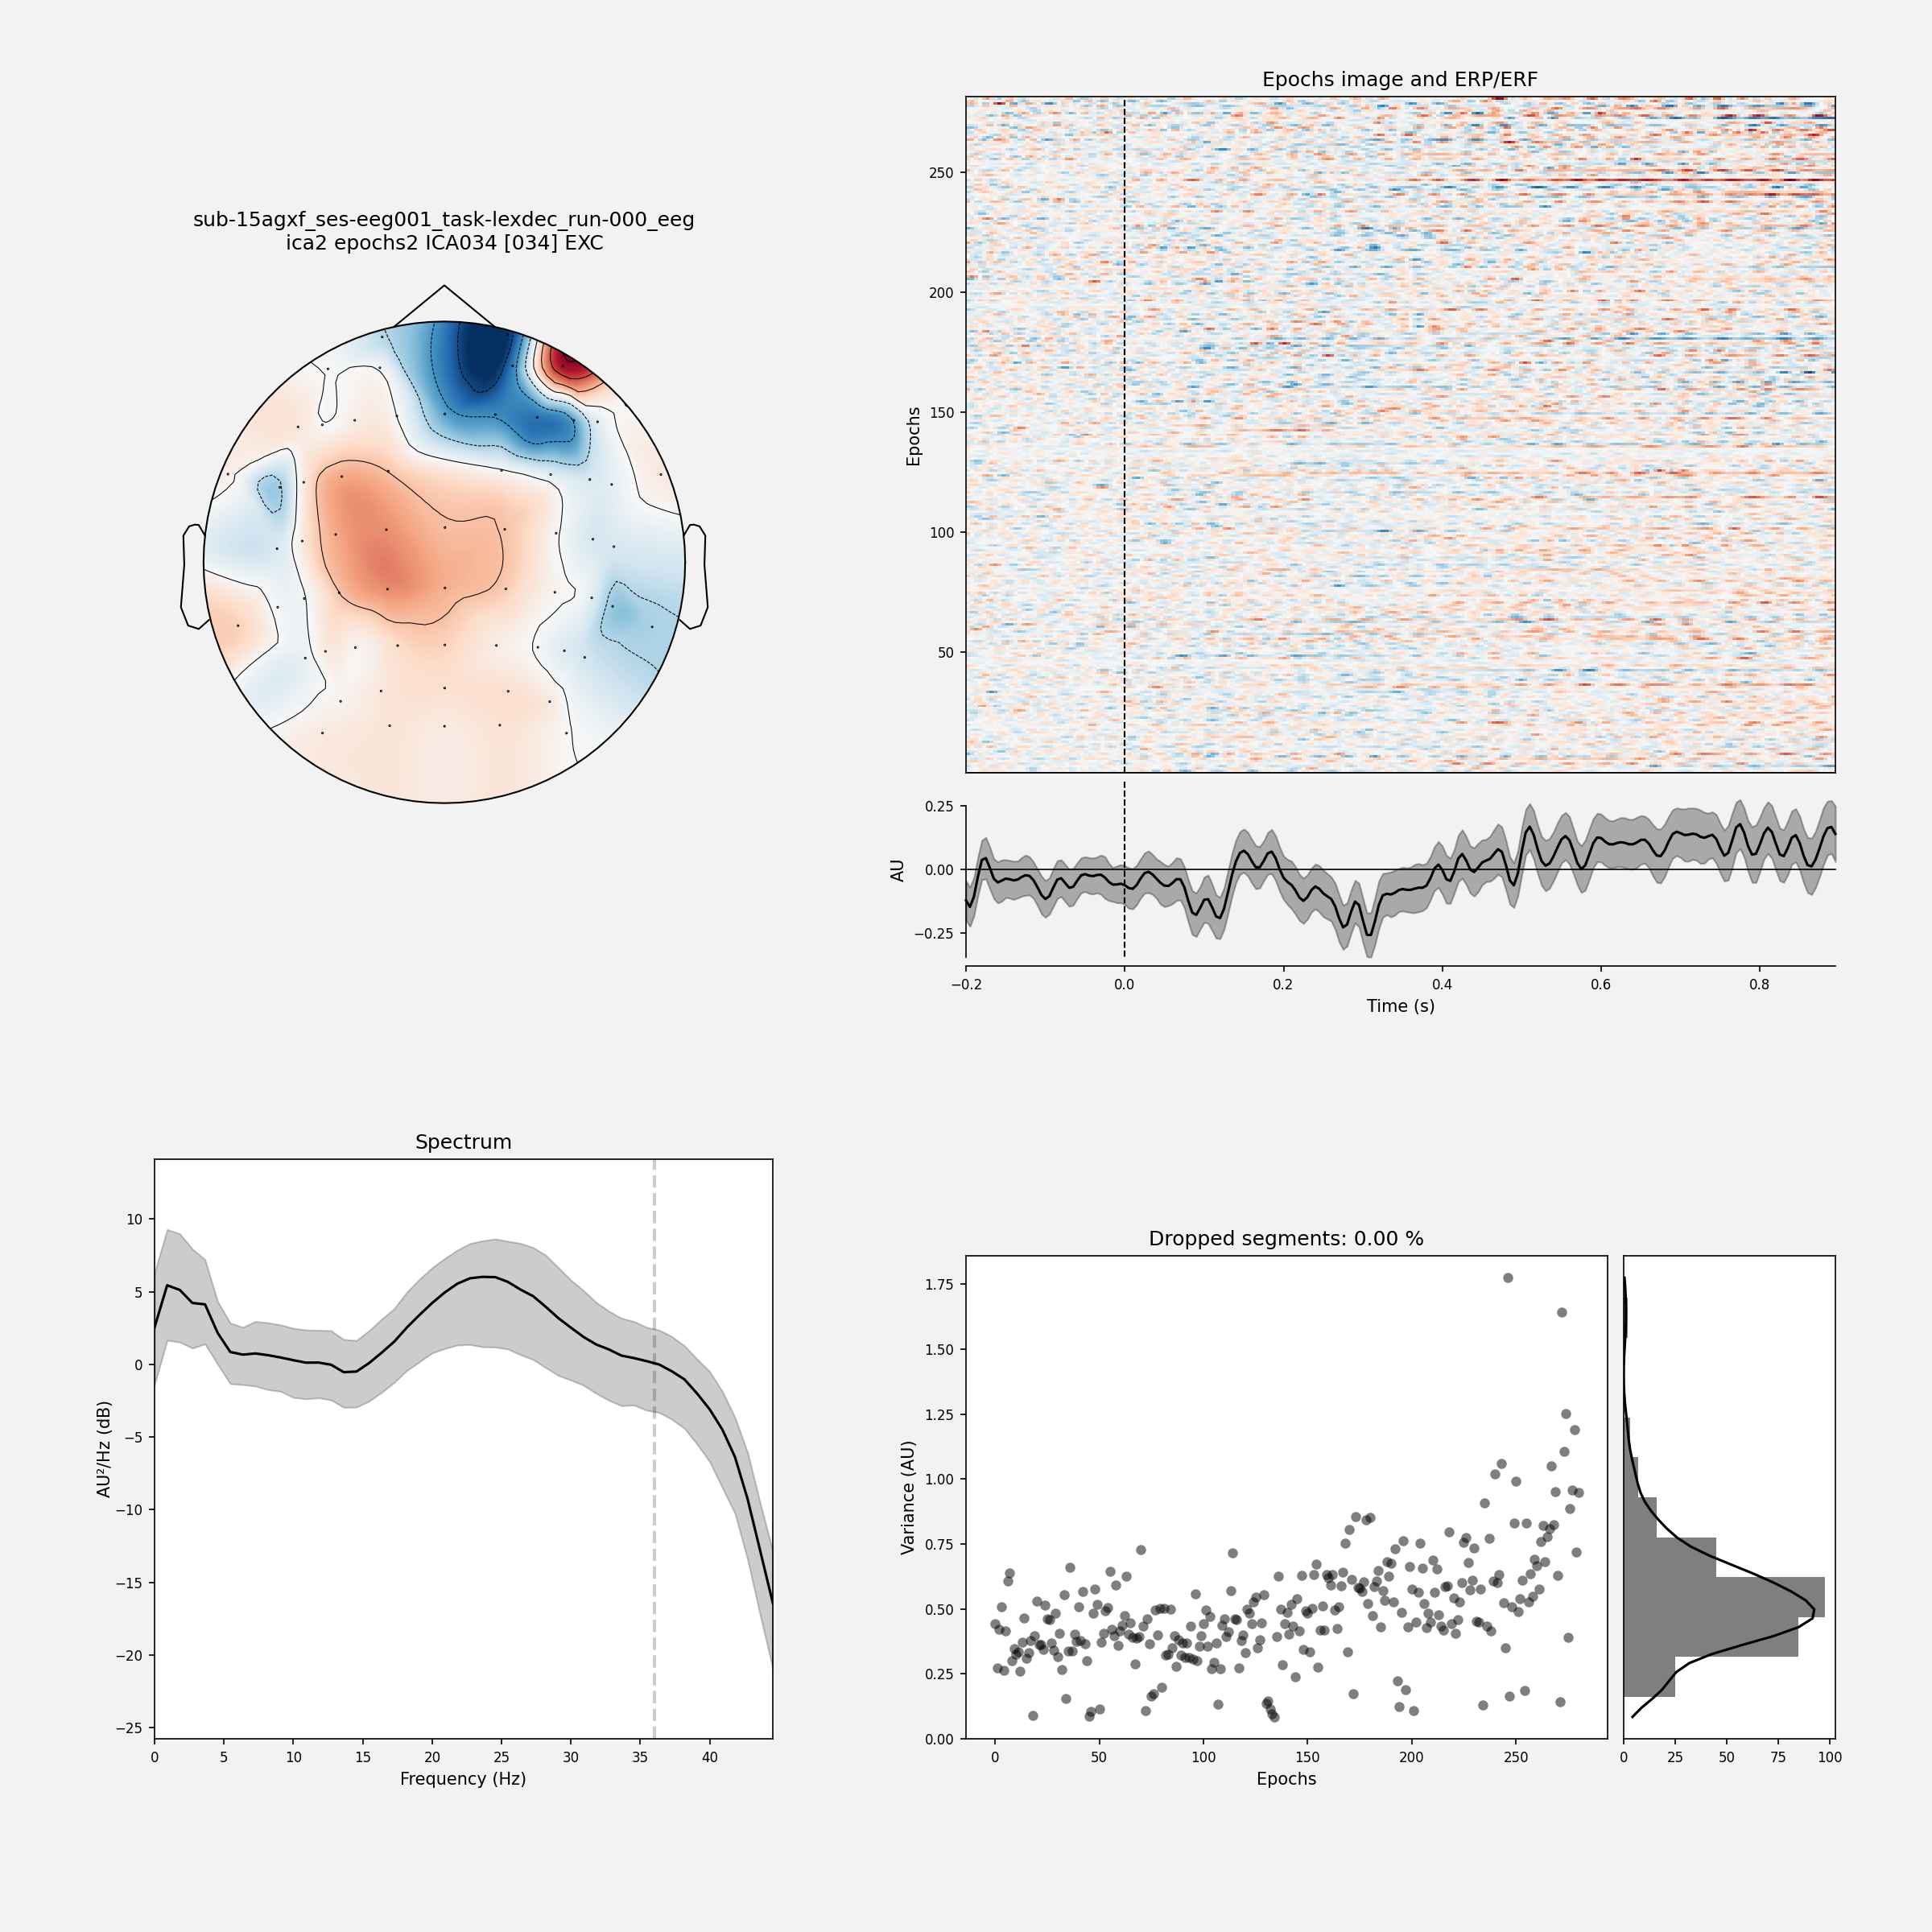 sub-15agxf_ses-eeg001_task-lexdec_run-000_eeg
ica2 epochs2 ICA034 [034] EXC
Epochs image and ERP/ERF
250
200
150
100
50
Epochs
0.25
0.00
−0.25
AU
−0.2 0.0 0.2 0.4 0.6 0.8
Time (s)
Spectrum
10
5
0
−5
−10
−15
−20
−25
AU²/Hz (dB)
0 5 10 15 20 25 30 35 40
Frequency (Hz)
Dropped segments: 0.00 %
1.75
1.50
1.25
1.00
0.75
0.50
0.25
0.00
Variance (AU)
0 50 100 150 200 250
Epochs
0 25 50 75 100